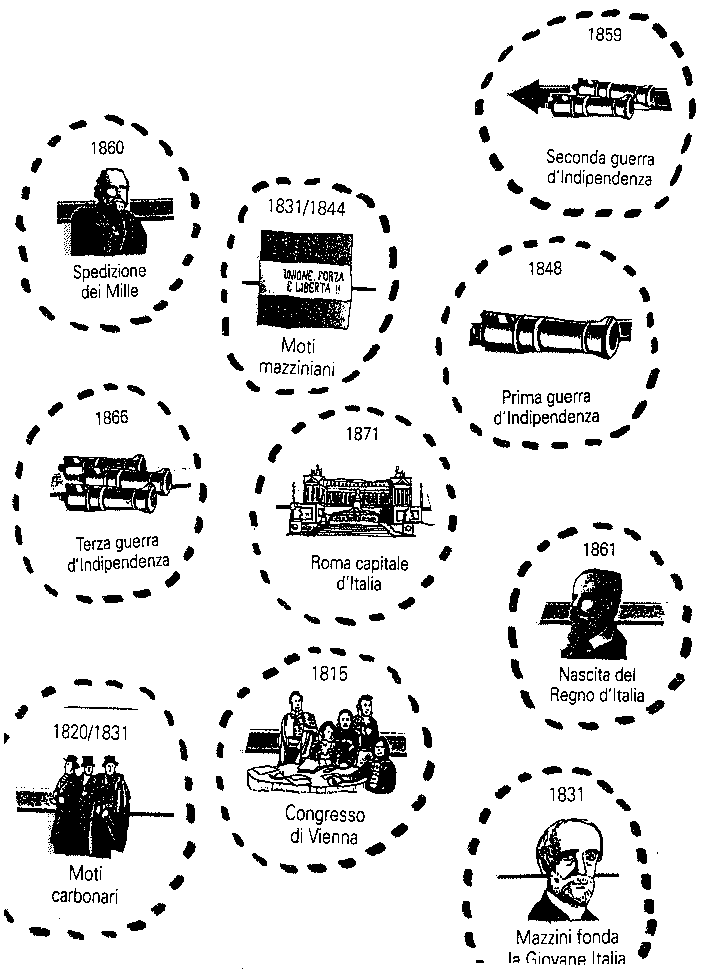 1859
Seconda guerra
d'Indipendenza
1860
Spedizione
dei Mille
1831/1844
UNIONE, FORZA
E LIBERTA !!
Moti
mazziniani
1848
Prima guerra
d'Indipendenza
1866
Terza guerra
d'Indipendenza
1871
Roma capitale
d'Italia
1861
Nascita del
Regno d'Italia
1820/1831
Moti
carbonari
1815
Congresso
di Vienna
1831
Mazzini fonda
la Giovane Italia